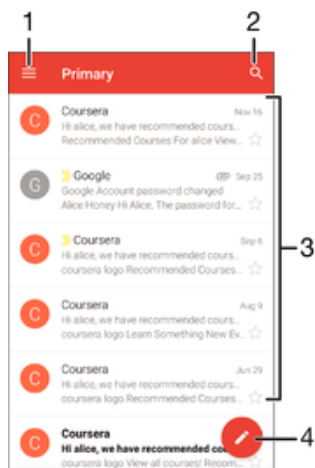 1
2
Primary
Coursera Nov 16
Hi alice, we have recommended cours...
Recommended Courses For alice View...
Google Sep 25
Google Account password changed
Alice Honey Hi Alice, The password for...
Coursera Sep 6
Hi alice, we have recommended cours...
coursera logo Recommended Courses...
3
Coursera Aug 9
Hi alice, we have recommended cours...
coursera logo Learn Something New Ev...
Coursera Jun 29
Hi alice, we have recommended cours...
coursera logo Recommended Courses...
4
Coursera
Hi alice, we have recommended cou
coursera logo View all courses! Recom...
C
G
C
C
C
C